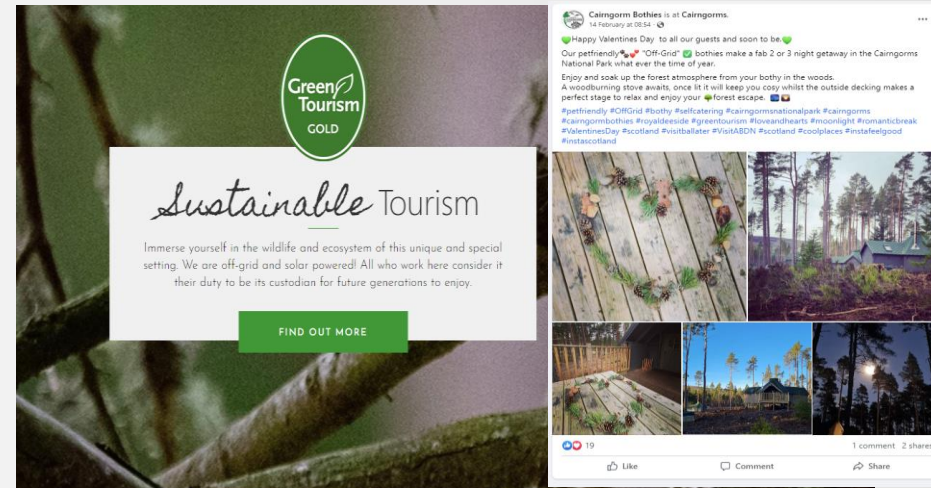 Green
Tourism
GOLD
Sustainable Tourism
Immerse yourself in the wildlife and ecosystem of this unique and special
setting. We are off-grid and solar powered! All who work here consider it
their duty to be its custodian for future generations to enjoy.
FIND OUT MORE
Cairngorm Bothies is at Cairngorms.
14 February at 08:54 ·
💚Happy Valentines Day to all our guests and soon to be.💚
Our petfriendly🐾💕 "Off-Grid" ✅ bothies make a fab 2 or 3 night getaway in the Cairngorms
National Park what ever the time of year.
Enjoy and soak up the forest atmosphere from your bothy in the woods.
A woodburning stove awaits, once lit it will keep you cosy whilst the outside decking makes a
perfect stage to relax and enjoy your 🌳forest escape.
#petfriendly #OffGrid #bothy #selfcatering #cairngormsnationalpark #cairngorms
#cairngormbothies #royaldeeside #greentourism #loveandhearts #moonlight #romanticbreak
#ValentinesDay #scotland #visitballater #VisitABDN #scotland #coolplaces #instafeelgood
#instascotland
19
1 comment 2 shares
Like Comment Share